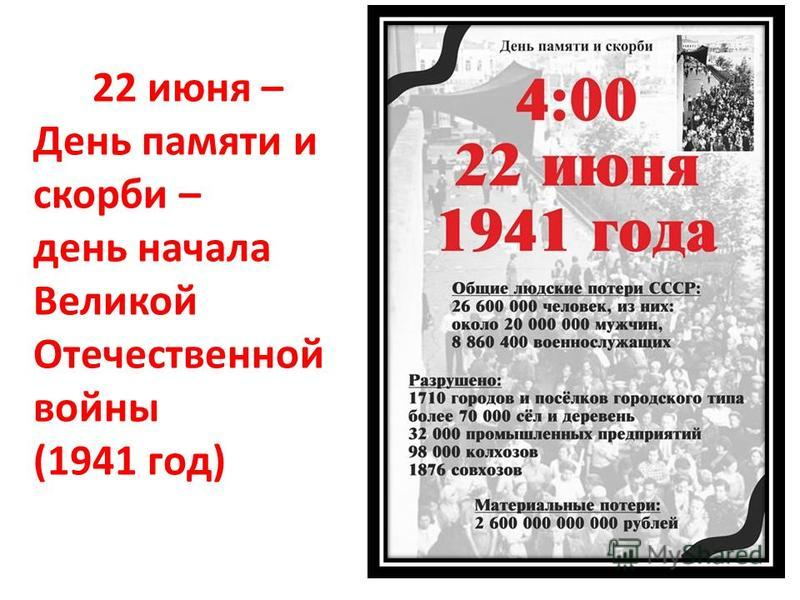 22 июня –
День памяти и
скорби –
день начала
Великой
Отечественной
войны
(1941 год)
День памяти и скорби
4:00
22 июня
1941 года
Общие людские потери СССР:
26 600 000 человек, из них:
около 20 000 000 мужчин,
8 860 400 военнослужащих
Разрушено:
1710 городов и посёлков городского типа
более 70 000 сёл и деревень
32 000 промышленных предприятий
98 000 колхозов
1876 совхозов
Материальные потери:
2 600 000 000 000 рублей
MyShared